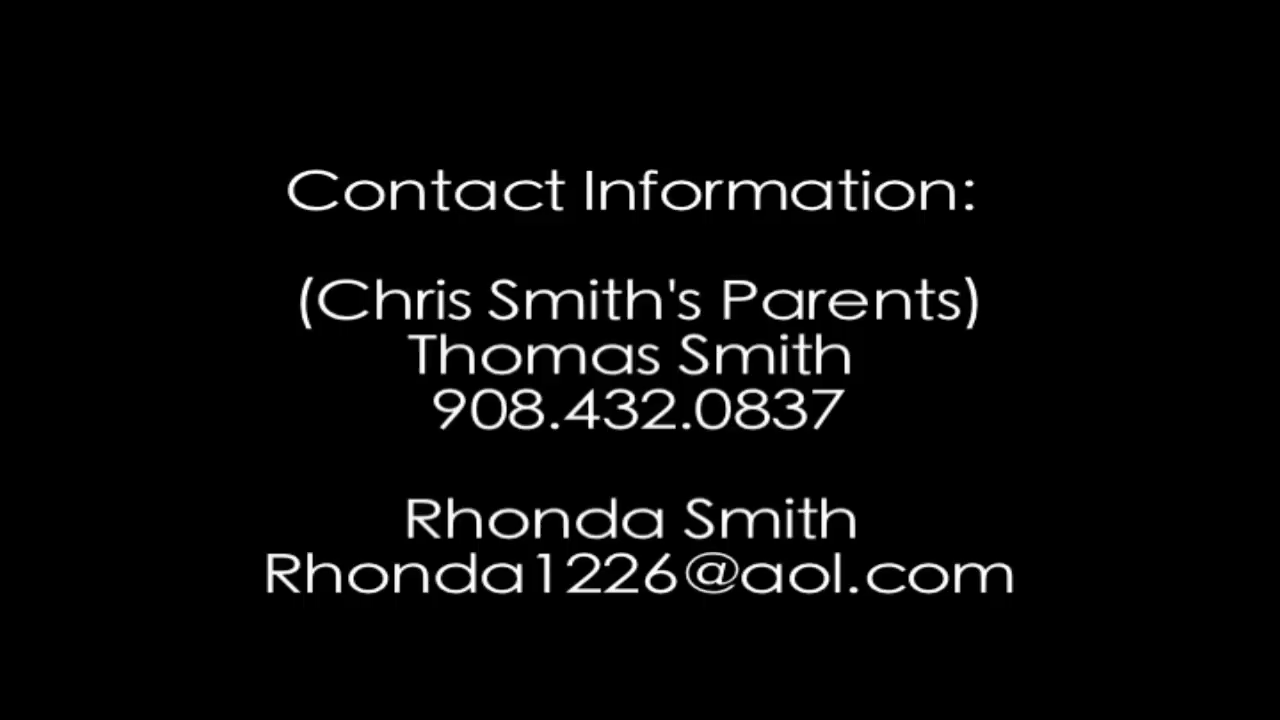 Contact Information:
(Chris Smith's Parents)
Thomas Smith
908.432.0837
Rhonda Smith
Rhonda1226@aol.com